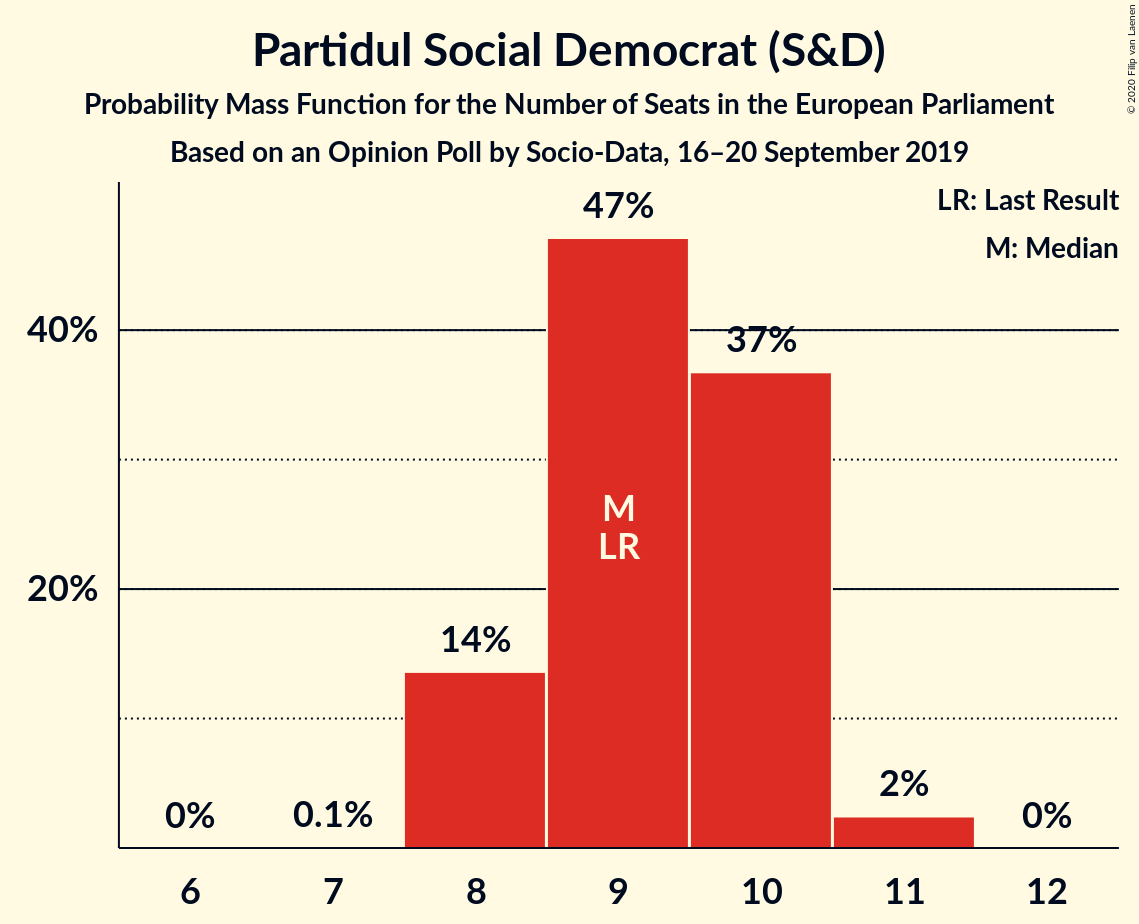 Partidul Social Democrat (S&D)
Probability Mass Function for the Number of Seats in the European Parliament
Based on an Opinion Poll by Socio-Data, 16–20 September 2019
© 2020 Filip van Laenen
LR: Last Result
M: Median
47%
40%
37%
M
LR
20%
14%
2%
0%
0.1%
0%
6
7
8
9
10
11
12